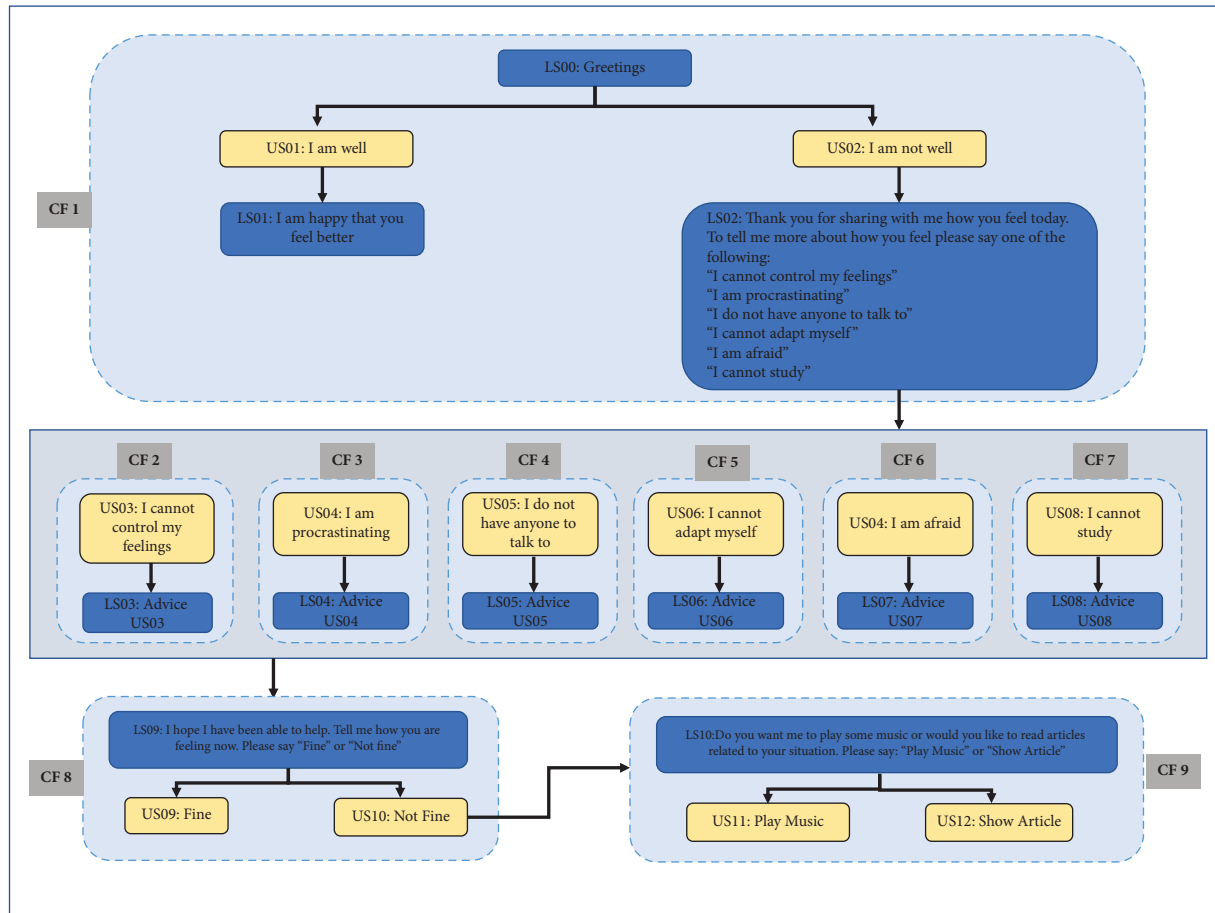 LS00: Greetings
US01: I am well
US02: I am not well
CF 1
LS01: I am happy that you
feel better
LS02: Thank you for sharing with me how you feel today.
To tell me more about how you feel please say one of the
following:
“I cannot control my feelings”
“I am procrastinating”
“I do not have anyone to talk to”
“I cannot adapt myself”
“I am afraid”
“I cannot study”
CF 2
US03: I cannot
control my
feelings
LS03: Advice
US03
CF 3
US04: I am
procrastinating
LS04: Advice
US04
CF 4
US05: I do not
have anyone to
talk to
LS05: Advice
US05
CF 5
US06: I cannot
adapt myself
LS06: Advice
US06
CF 6
US04: I am afraid
LS07: Advice
US07
CF 7
US08: I cannot
study
LS08: Advice
US08
CF 8
LS09: I hope I have been able to help. Tell me how you are
feeling now. Please say “Fine” or “Not fine”
US09: Fine
US10: Not Fine
CF 9
LS10:Do you want me to play some music or would you like to read articles
related to your situation. Please say: “Play Music” or “Show Article”
US11: Play Music
US12: Show Article